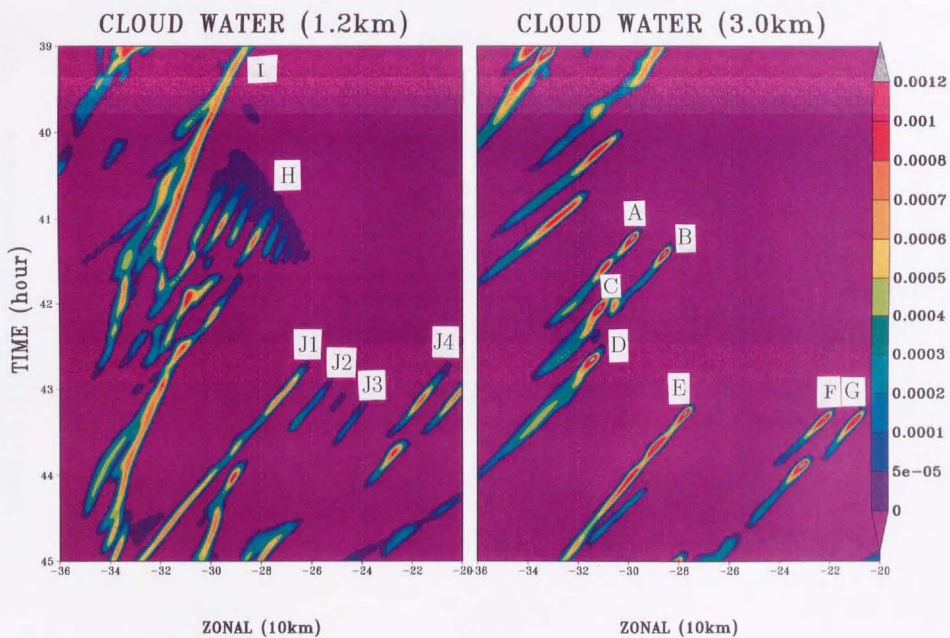 CLOUD WATER (1.2km)
CLOUD WATER (3.0km)
39
40
41
42
43
44
45
TIME (hour)
I
H
J1
J2
J3
J4
A
B
C
D
E
F
G
0.0012
0.001
0.0008
0.0007
0.0006
0.0005
0.0004
0.0003
0.0002
0.0001
5e-05
0
-36
-34
-32
-30
-28
-26
-24
-22
-20
-36
-34
-32
-30
-28
-26
-24
-22
-20
ZONAL (10km)
ZONAL (10km)